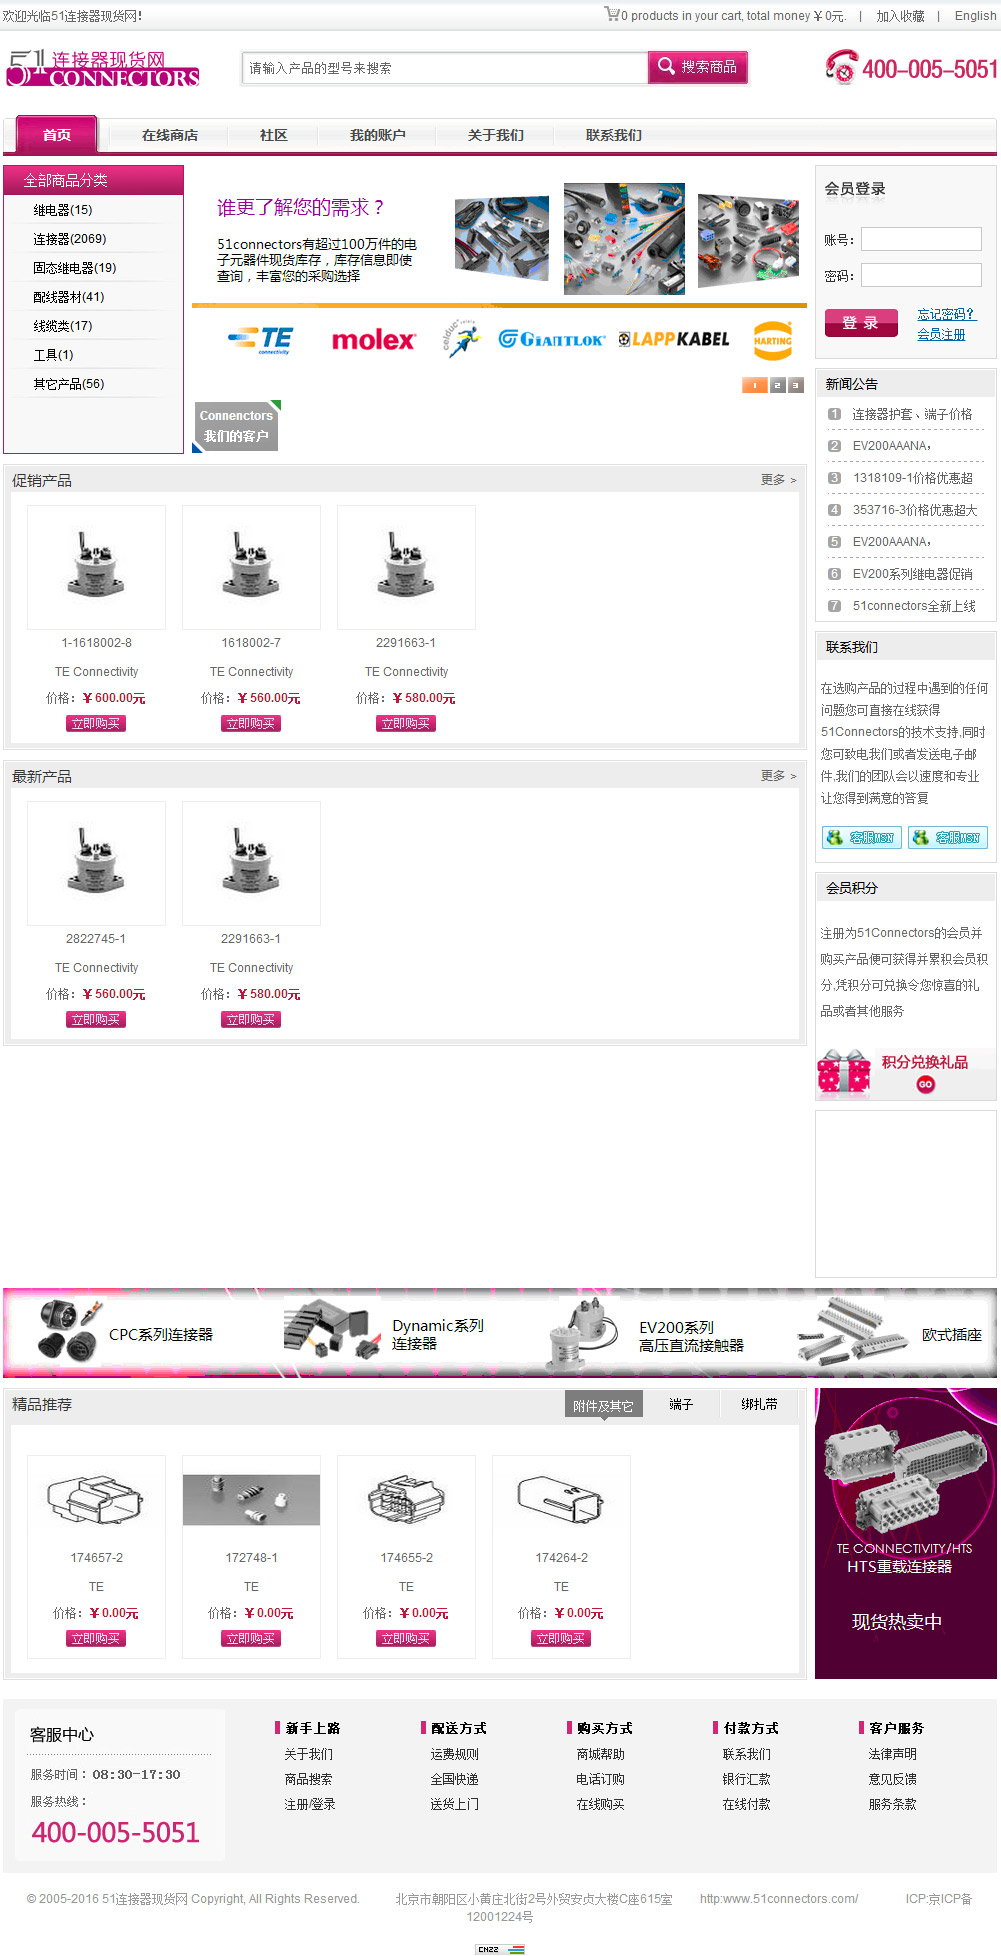 欢迎光临51连接器现货网!
0 products in your cart, total money ¥ 0元. | 加入收藏 | English
51 连接器现货网
CONNECTORS
请输入产品的型号来搜索
搜索商品
400-005-5051
首页 在线商店 社区 我的账户 关于我们 联系我们
全部商品分类
继电器(15)
连接器(2069)
固态继电器(19)
配线器材(41)
线缆类(17)
工具(1)
其它产品(56)
谁更了解您的需求？
51connectors有超过100万件的电
子元器件现货库存，库存信息即使
查询，丰富您的采购选择
TE connectivity molex celduc relais GIANTLOK LAPP KABEL HARTING
1 2 3
Connenctors
我们的客户
会员登录
账号：
密码：
登 录
忘记密码？
会员注册
新闻公告
1 连接器护套、端子价格
2 EV200AAANA，
3 1318109-1价格优惠超
4 353716-3价格优惠超大
5 EV200AAANA，
6 EV200系列继电器促销
7 51connectors全新上线
促销产品
更多 >
1-1618002-8 1618002-7 2291663-1
TE Connectivity TE Connectivity TE Connectivity
价格：￥600.00元 价格：￥560.00元 价格：￥580.00元
立即购买 立即购买 立即购买
联系我们
在选购产品的过程中遇到的任何
问题您可直接在线获得
51Connectors的技术支持,同时
您可致电我们或者发送电子邮
件,我们的团队会以速度和专业
让您得到满意的答复
客服MSN 客服MSN
最新产品
更多 >
2822745-1 2291663-1
TE Connectivity TE Connectivity
价格：￥560.00元 价格：￥580.00元
立即购买 立即购买
会员积分
注册为51Connectors的会员并
购买产品便可获得并累积会员积
分,凭积分可兑换令您惊喜的礼
品或者其他服务
积分兑换礼品
GO
CPC系列连接器
Dynamic系列
连接器
EV200系列
高压直流接触器
欧式插座
精品推荐
附件及其它 端子 绑扎带
174657-2 172748-1 174655-2 174264-2
TE TE TE TE
价格：￥0.00元 价格：￥0.00元 价格：￥0.00元 价格：￥0.00元
立即购买 立即购买 立即购买 立即购买
TE CONNECTIVITY/HTS
HTS重载连接器
现货热卖中
客服中心
服务时间：08:30-17:30
服务热线：
400-005-5051
新手上路 配送方式 购买方式 付款方式 客户服务
关于我们 运费规则 商城帮助 联系我们 法律声明
商品搜索 全国快递 电话订购 银行汇款 意见反馈
注册/登录 送货上门 在线购买 在线付款 服务条款
© 2005-2016 51连接器现货网 Copyright, All Rights Reserved. 北京市朝阳区小黄庄北街2号外贸安贞大楼C座615室 http:www.51connectors.com/ ICP:京ICP备
12001224号
CNZZ